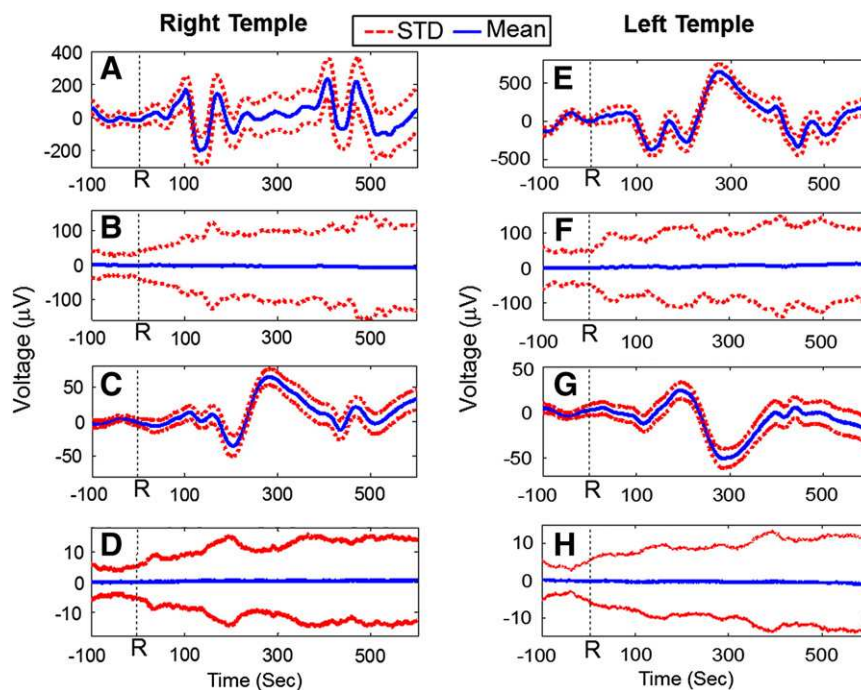 Right Temple
STD Mean
Left Temple
A
400
200
0
-200
-100 R 100 300 500
E
500
0
-500
-100 R 100 300 500
B
100
0
-100
-100 R 100 300 500
F
100
0
-100
-100 R 100 300 500
C
50
0
-50
-100 R 100 300 500
G
50
0
-50
-100 R 100 300 500
D
10
0
-10
-100 R 100 300 500
H
10
0
-10
-100 R 100 300 500
Voltage (μV)
Voltage (μV)
Time (Sec)
Time (Sec)